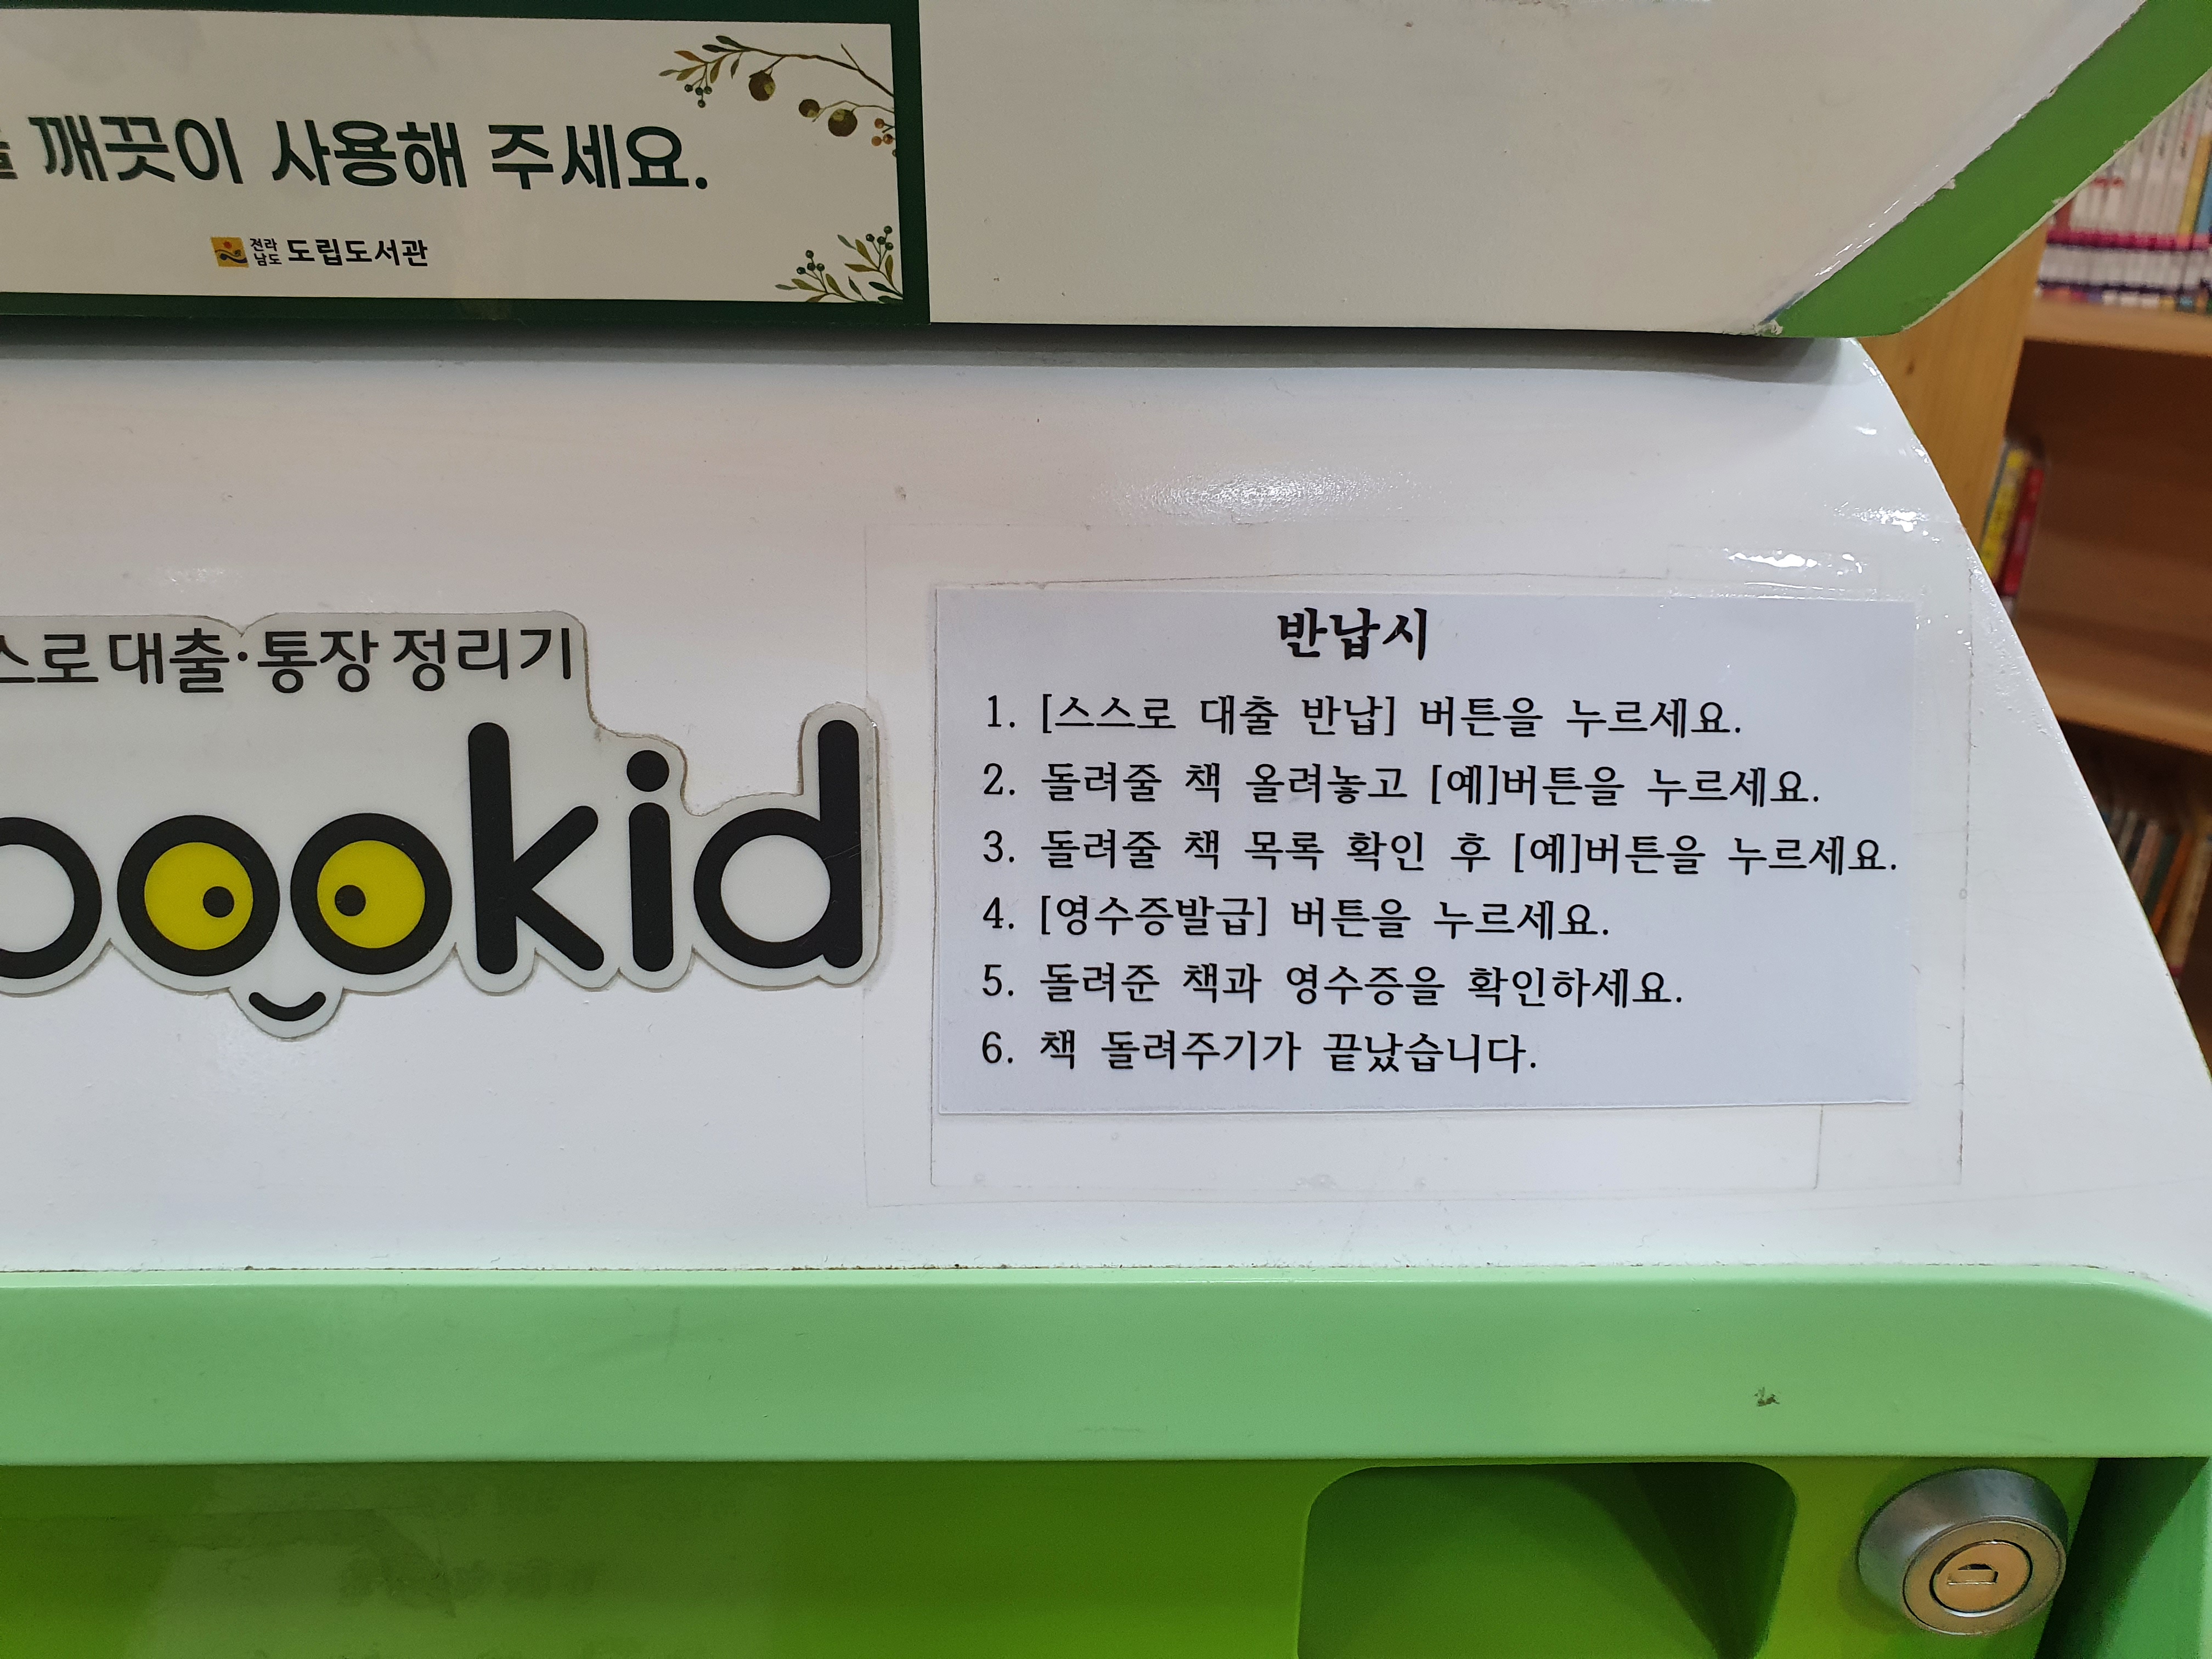 깨끗이 사용해 주세요.
전라
남도 도립도서관
스로대출·통장 정리기
bookid
반납시
1. [스스로 대출 반납] 버튼을 누르세요.
2. 돌려줄 책 올려놓고 [예]버튼을 누르세요.
3. 돌려줄 책 목록 확인 후 [예]버튼을 누르세요.
4. [영수증발급] 버튼을 누르세요.
5. 돌려준 책과 영수증을 확인하세요.
6. 책 돌려주기가 끝났습니다.